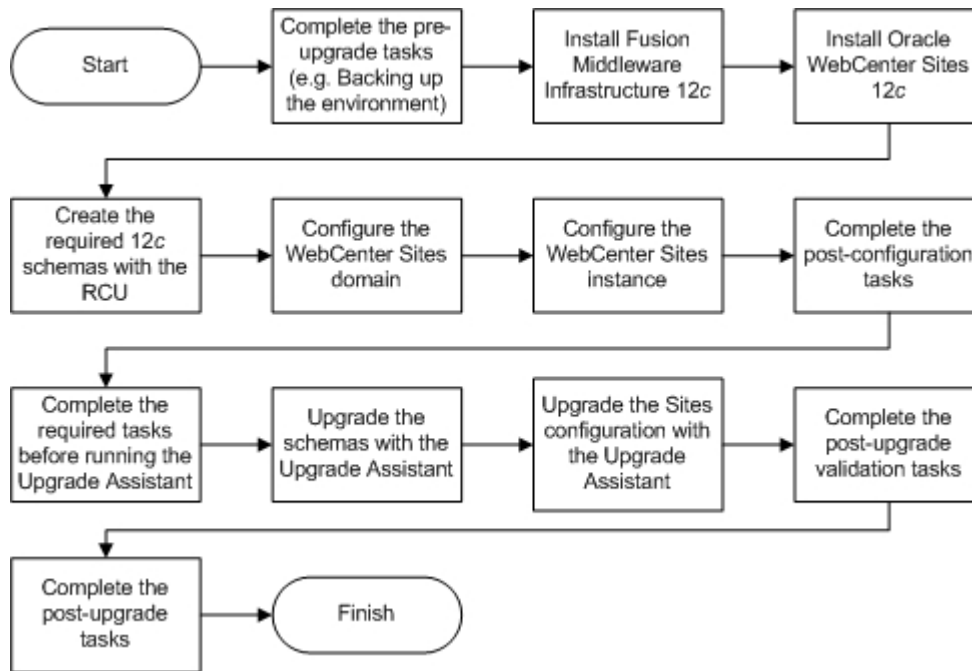 Start
Complete the pre-
upgrade tasks
(e.g. Backing up
the environment)
Install Fusion
Middleware
Infrastructure 12c
Install Oracle
WebCenter Sites
12c
Create the
required 12c
schemas with the
RCU
Configure the
WebCenter Sites
domain
Configure the
WebCenter Sites
instance
Complete the
post-configuration
tasks
Complete the
required tasks
before running the
Upgrade Assistant
Upgrade the
schemas with the
Upgrade Assistant
Upgrade the Sites
configuration with
the Upgrade
Assistant
Complete the
post-upgrade
validation tasks
Complete the
post-upgrade
tasks
Finish